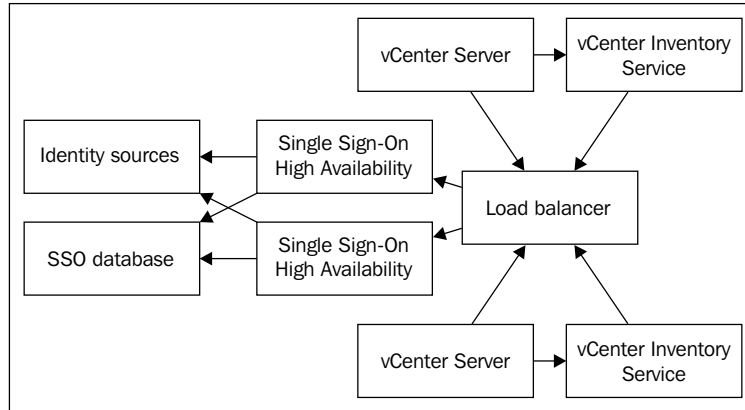 vCenter Server
vCenter Inventory
Service
Identity sources
Single Sign-On
High Availability
Load balancer
SSO database
Single Sign-On
High Availability
vCenter Server
vCenter Inventory
Service